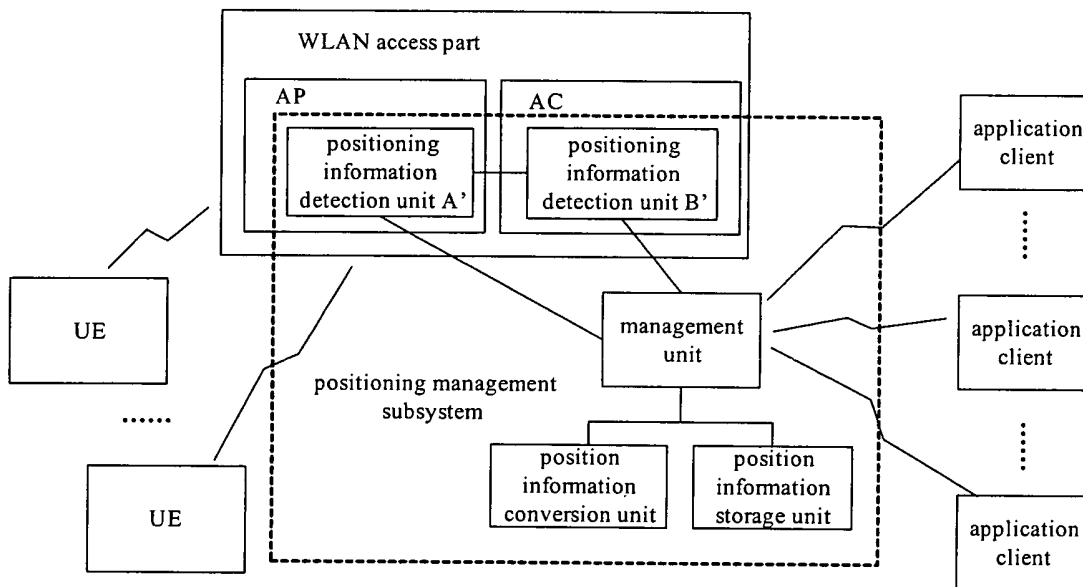 WLAN access part
AP
AC
positioning
information
detection unit A’
positioning
information
detection unit B’
application
client
UE
management
unit
application
client
positioning management
subsystem
UE
position
information
conversion unit
position
information
storage unit
application
client